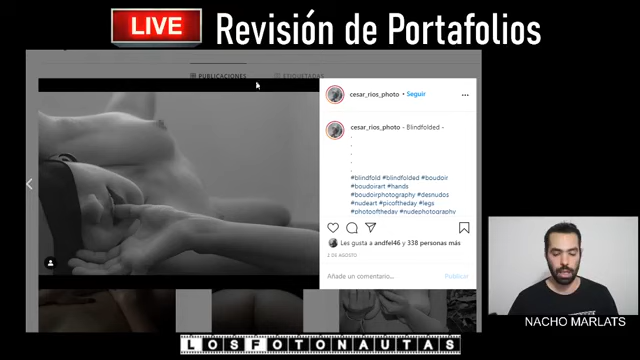 LIVE Revisión de Portafolios
PUBLICACIONES ETIQUETADAS
cesar_rios_photo • Seguir
cesar_rios_photo - Blindfolded -
.
.
.
.
.
#blindfold #blindfolded #boudoir
#boudoirart #hands
#boudoirphotography #desnudos
#nudeart #picoftheday #legs
#photooftheday #nudephotography
Les gusta a andfel46 y 338 personas más
2 DE AGOSTO
Añade un comentario... Publicar
NACHO MARLATS
LOSFOTONAUTAS